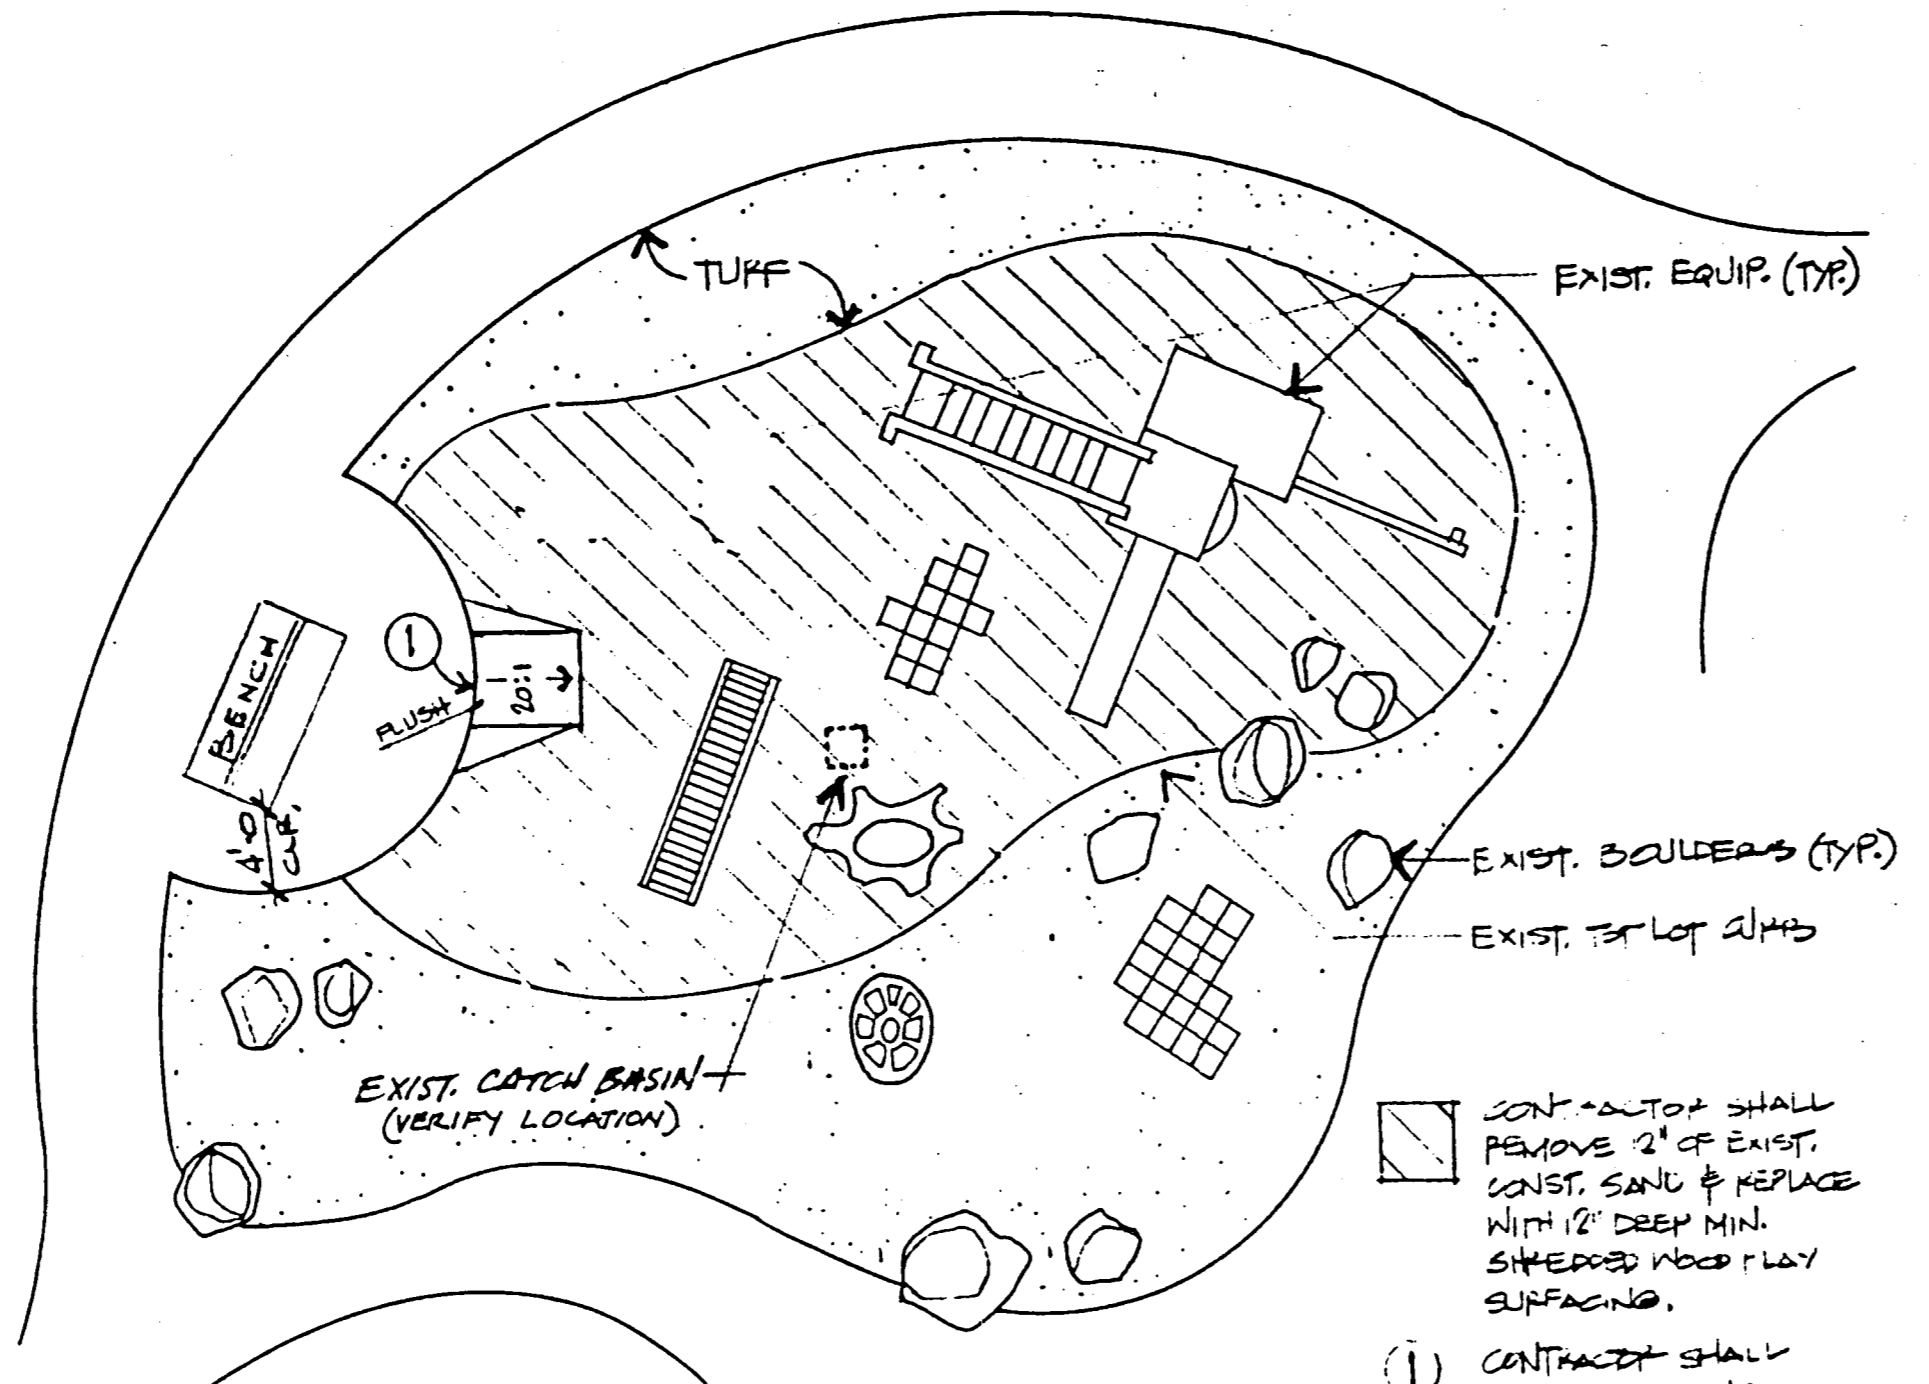 TURF
EXIST. EQUIP. (TYP.)
1
BENCH
20:1
FLUSH
4'-0
CLR.
EXIST. BOULDERS (TYP.)
EXIST. TOT LOT CURB
EXIST. CATCH BASIN
(VERIFY LOCATION)
CONTRACTOR SHALL
REMOVE 12" OF EXIST.
CONST. SAND & REPLACE
WITH 12" DEEP MIN.
SHREDDED WOOD PLAY
SURFACING.
1 CONTRACTOR SHALL